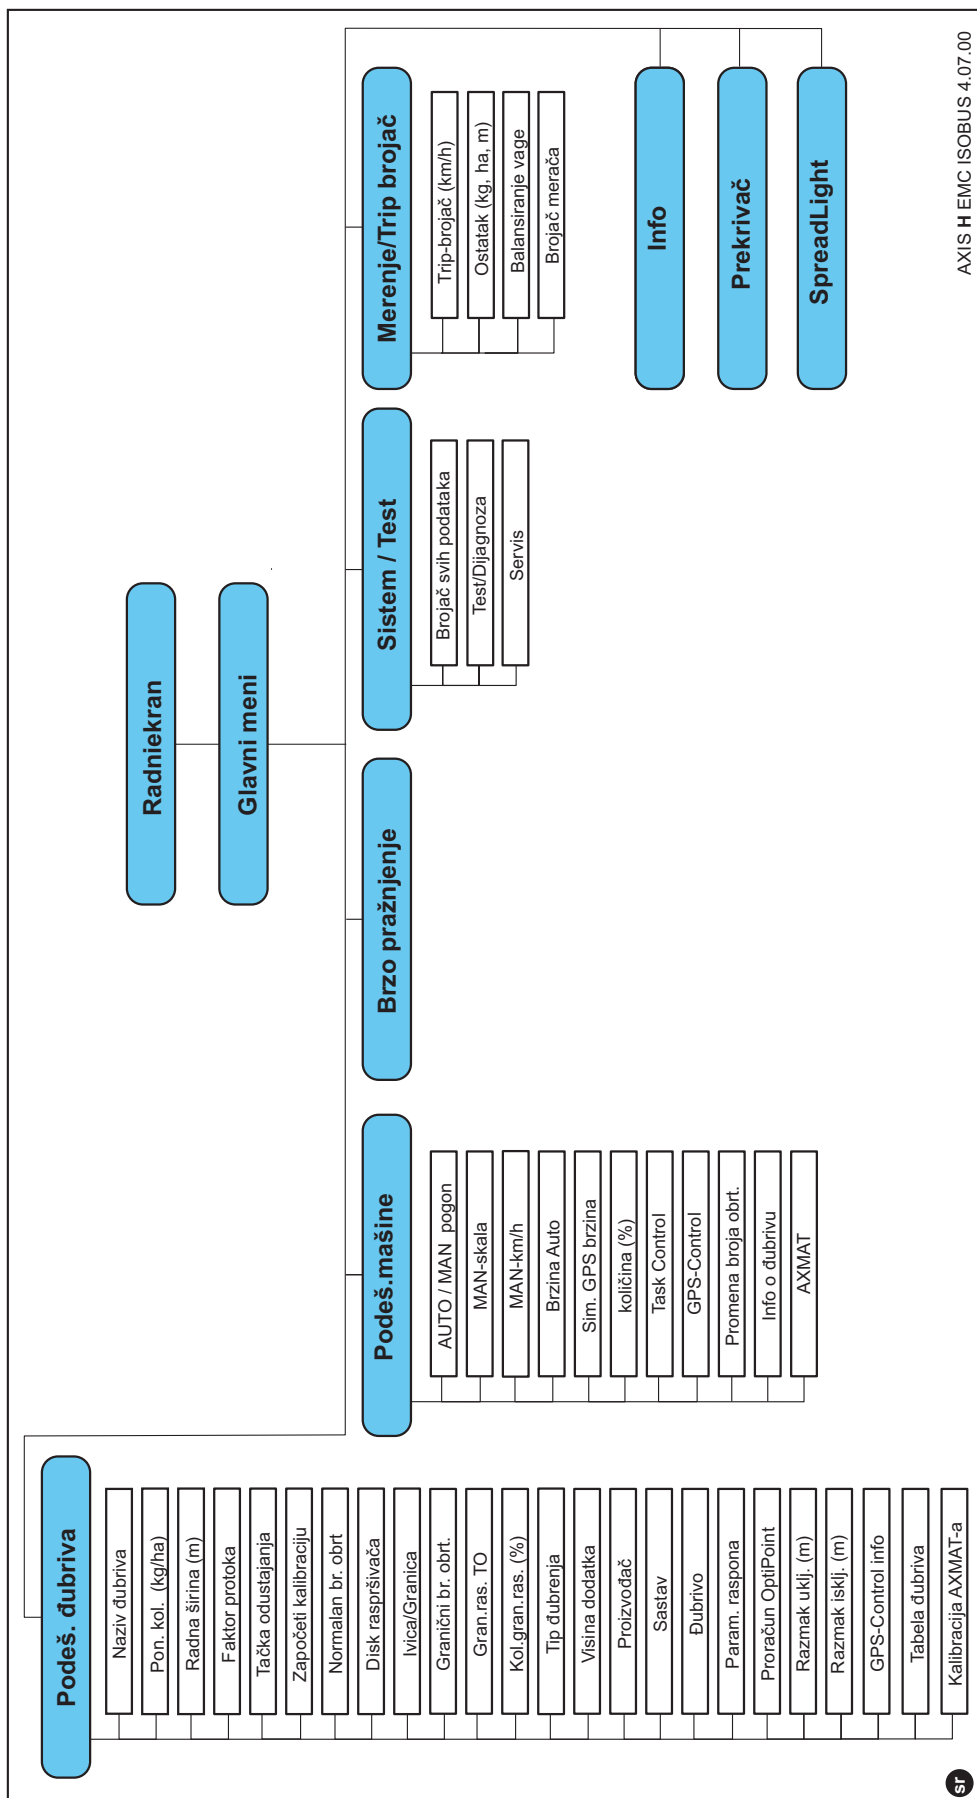 Radniekran
Glavni meni
Podeš. đubriva
Naziv đubriva
Pon. kol. (kg/ha)
Radna širina (m)
Faktor protoka
Tačka odustajanja
Započeti kalibraciju
Normalan br. obrt
Disk raspršivača
Ivica/Granica
Granični br. obrt.
Gran.ras. TO
Kol.gran.ras. (%)
Tip đubrenja
Visina dodatka
Proizvođač
Sastav
Đubrivo
Param. raspona
Proračun OptiPoint
Razmak uklj. (m)
Razmak isklj. (m)
GPS-Control info
Tabela đubriva
Kalibracija AXMAT-a
Podeš.mašine
AUTO / MAN pogon
MAN-skala
MAN-km/h
Brzina Auto
Sim. GPS brzina
količina (%)
Task Control
GPS-Control
Promena broja obrt.
Info o đubrivu
AXMAT
Brzo pražnjenje
Sistem / Test
Brojač svih podataka
Test/Dijagnoza
Servis
Merenje/Trip brojač
Trip-brojač (km/h)
Ostatak (kg, ha, m)
Balansiranje vage
Brojač merača
Info
Prekrivač
SpreadLight
sr
AXIS H EMC ISOBUS 4.07.00